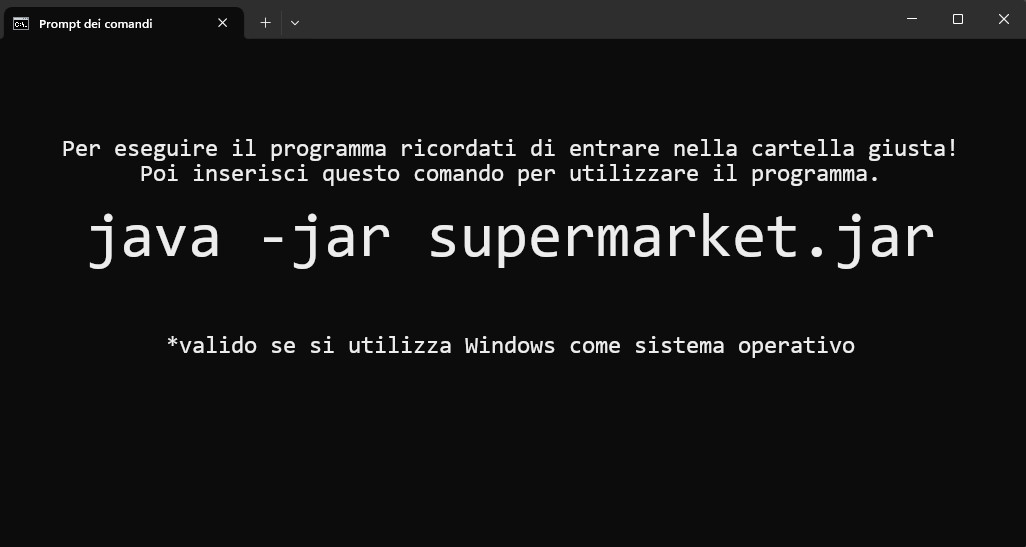 Prompt dei comandi
Per eseguire il programma ricordati di entrare nella cartella giusta!
Poi inserisci questo comando per utilizzare il programma.
java -jar supermarket.jar
*valido se si utilizza Windows come sistema operativo